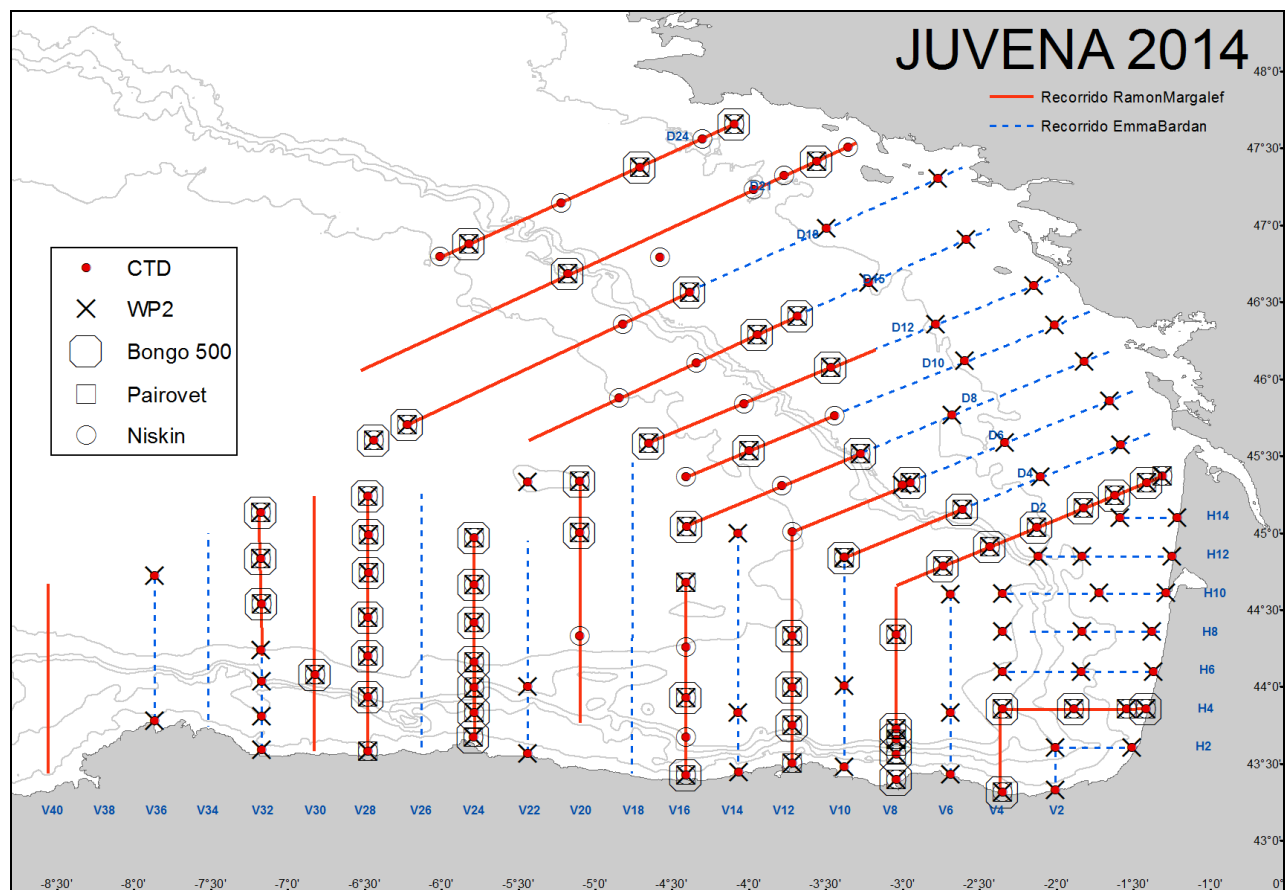 JUVENA 2014
Recorrido RamonMargalef
Recorrido EmmaBardan
CTD
WP2
Bongo 500
Pairovet
Niskin
D24
D21
D18
D15
D12
D10
D8
D6
D4
D2
H14
H12
H10
H8
H6
H4
H2
V40
V38
V36
V34
V32
V30
V28
V26
V24
V22
V20
V18
V16
V14
V12
V10
V8
V6
V4
V2
48°0'
47°30'
47°0'
46°30'
46°0'
45°30'
45°0'
44°30'
44°0'
43°30'
43°0'
-8°30' -8°0' -7°30' -7°0' -6°30' -6°0' -5°30' -5°0' -4°30' -4°0' -3°30' -3°0' -2°30' -2°0' -1°30' -1°0' -0°30' 0°